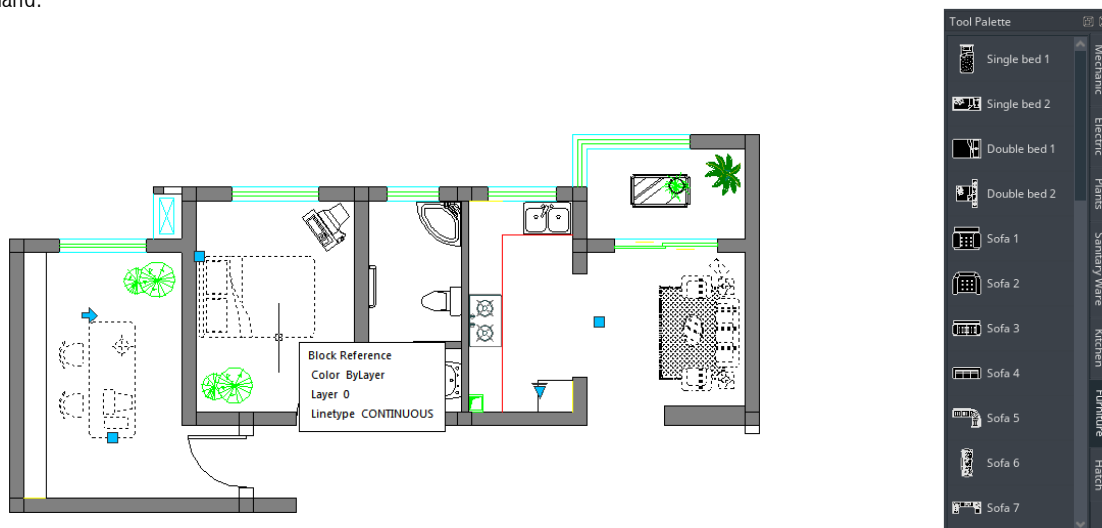 and.
Tool Palette
Single bed 1
Single bed 2
Double bed 1
Double bed 2
Sofa 1
Sofa 2
Sofa 3
Sofa 4
Sofa 5
Sofa 6
Sofa 7
Mechanic
Electric
Plants
Sanitary Ware
Kitchen
Furniture
Hatch
Block Reference
Color ByLayer
Layer 0
Linetype CONTINUOUS